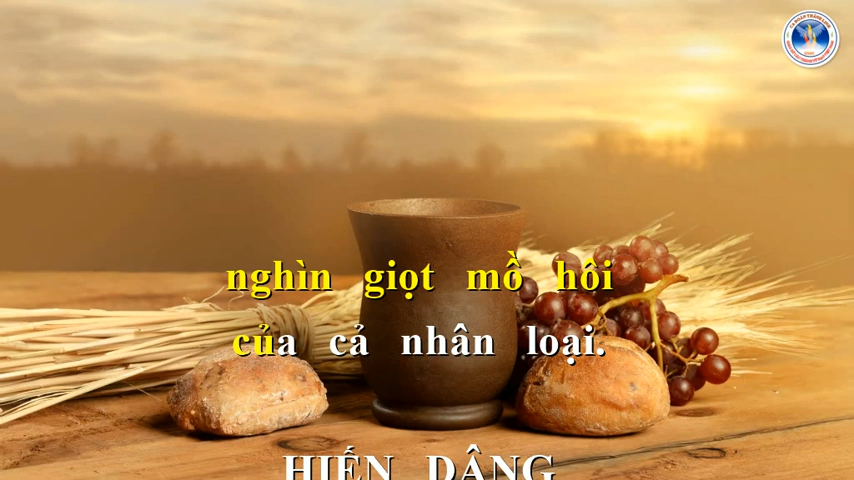 nghìn giọt mồ hôi
của cả nhân loại.
HIẾN DÂNG